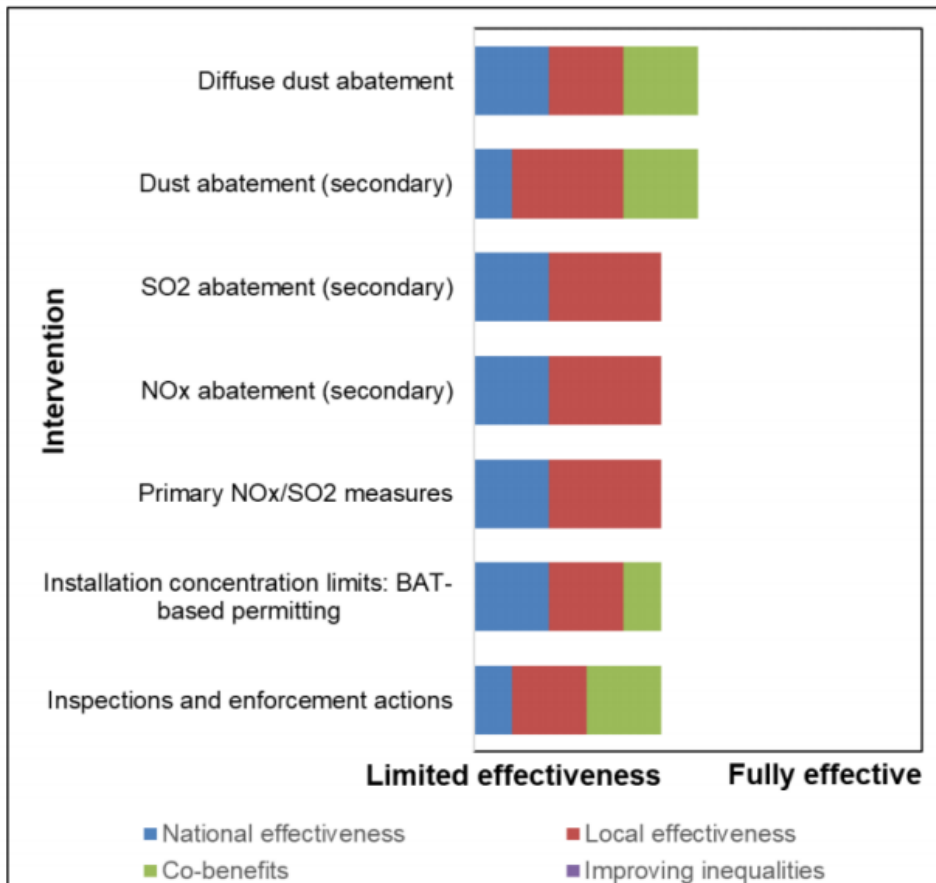 Intervention
Diffuse dust abatement
Dust abatement (secondary)
SO2 abatement (secondary)
NOx abatement (secondary)
Primary NOx/SO2 measures
Installation concentration limits: BAT-
based permitting
Inspections and enforcement actions
Limited effectiveness
Fully effective
National effectiveness
Local effectiveness
Co-benefits
Improving inequalities